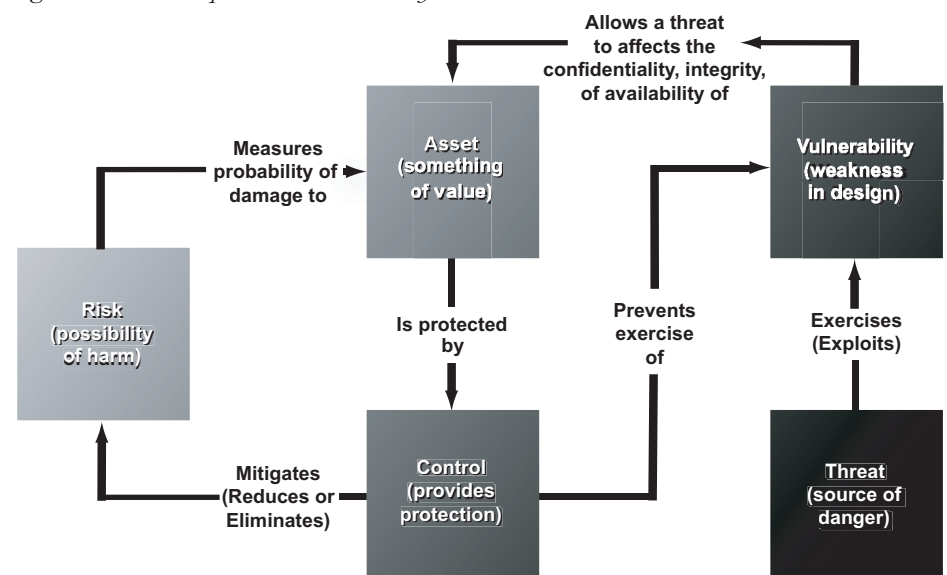 Allows a threat
to affects the
confidentiality, integrity,
of availability of
Asset
(something
of value)
Vulnerability
(weakness
in design)
Measures
probability of
damage to
Risk
(possibility
of harm)
Is protected
by
Prevents
exercise
of
Exercises
(Exploits)
Mitigates
(Reduces or
Eliminates)
Control
(provides
protection)
Threat
(source of
danger)